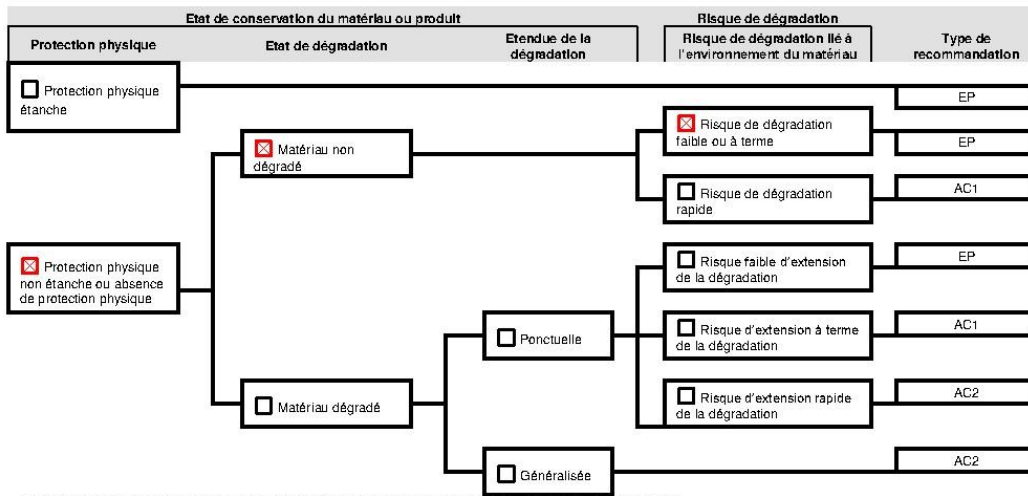 Etat de conservation du matériau ou produit
Risque de dégradation
Protection physique
Etat de dégradation
Etendue de la
dégradation
Risque de dégradation lié à
l'environnement du matériau
Type de
recommandation
Protection physique
étanche
EP
Matériau non
dégradé
Risque de dégradation
faible ou à terme
EP
Risque de dégradation
rapide
AC1
Protection physique
non étanche ou absence
de protection physique
Risque faible d'extension
de la dégradation
EP
Ponctuelle
Risque d'extension à terme
de la dégradation
AC1
Matériau dégradé
Risque d'extension rapide
de la dégradation
AC2
Généralisée
AC2